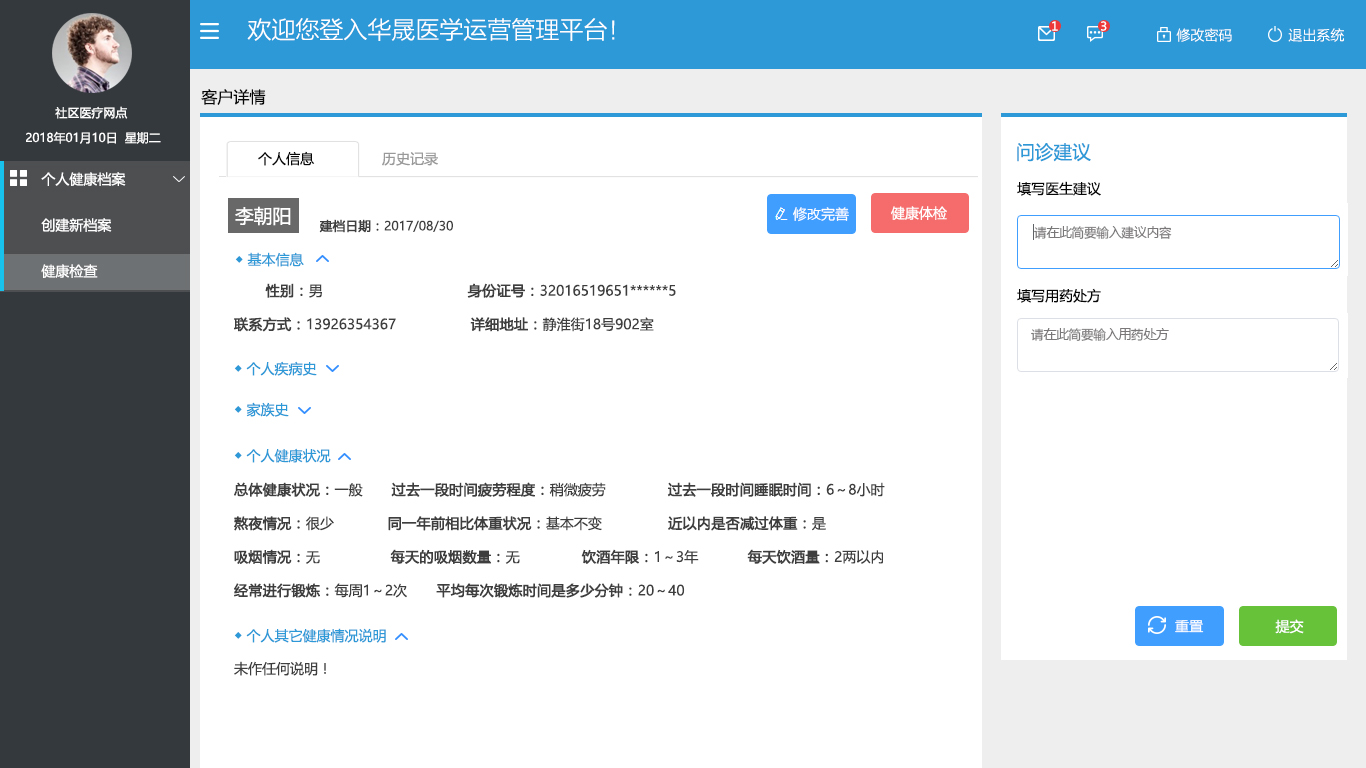 社区医疗网点
2018年01月10日 星期二
个人健康档案
创建新档案
健康检查
欢迎您登入华晟医学运营管理平台！
1
3
修改密码
退出系统
客户详情
个人信息 历史记录
李朝阳 建档日期：2017/08/30
修改完善 健康体检
基本信息
性别：男 身份证号：32016519651******5
联系方式：13926354367 详细地址：静淮街18号902室
个人疾病史
家族史
个人健康状况
总体健康状况：一般 过去一段时间疲劳程度：稍微疲劳 过去一段时间睡眠时间：6～8小时
熬夜情况：很少 同一年前相比体重状况：基本不变 近以内是否减过体重：是
吸烟情况：无 每天的吸烟数量：无 饮酒年限：1～3年 每天饮酒量：2两以内
经常进行锻炼：每周1～2次 平均每次锻炼时间是多少分钟：20～40
个人其它健康情况说明
未作任何说明！
问诊建议
填写医生建议
请在此简要输入建议内容
填写用药处方
请在此简要输入用药处方
重置 提交